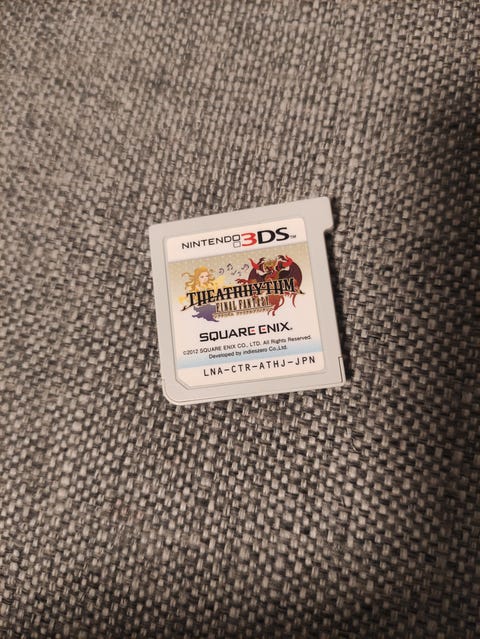 NINTENDO3DS™
THEATRHYTHM
FINAL FANTASY
SQUARE ENIX.
©2012 SQUARE ENIX CO., LTD. All Rights Reserved.
Developed by indieszero Co.,Ltd.
LNA-CTR-ATHJ-JPN